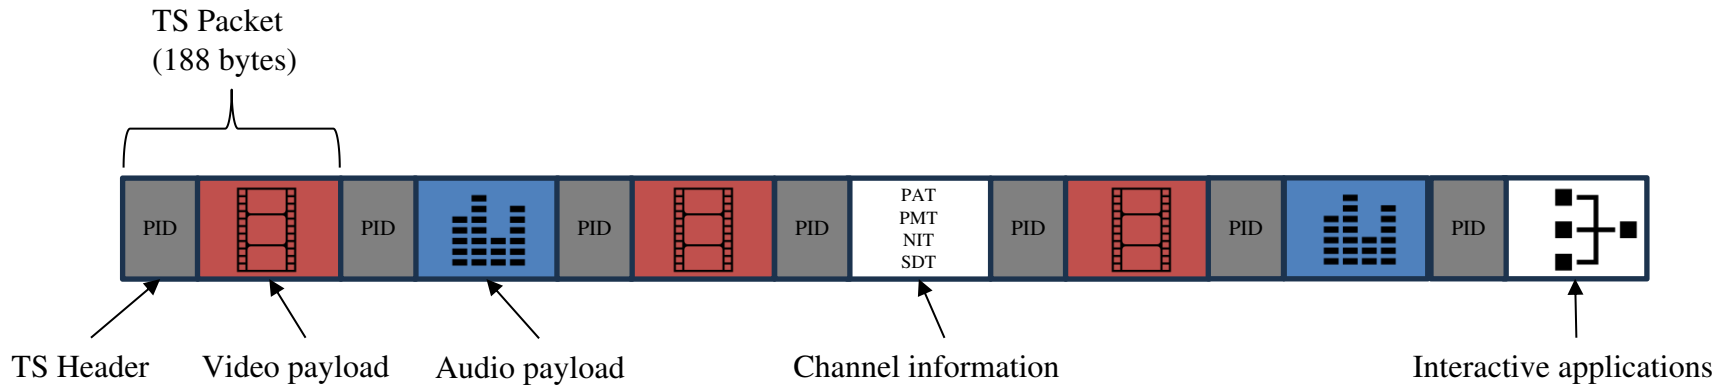 TS Packet
(188 bytes)
PID
PID
PID
PID
PAT
PMT
NIT
SDT
PID
PID
PID
TS Header
Video payload
Audio payload
Channel information
Interactive applications